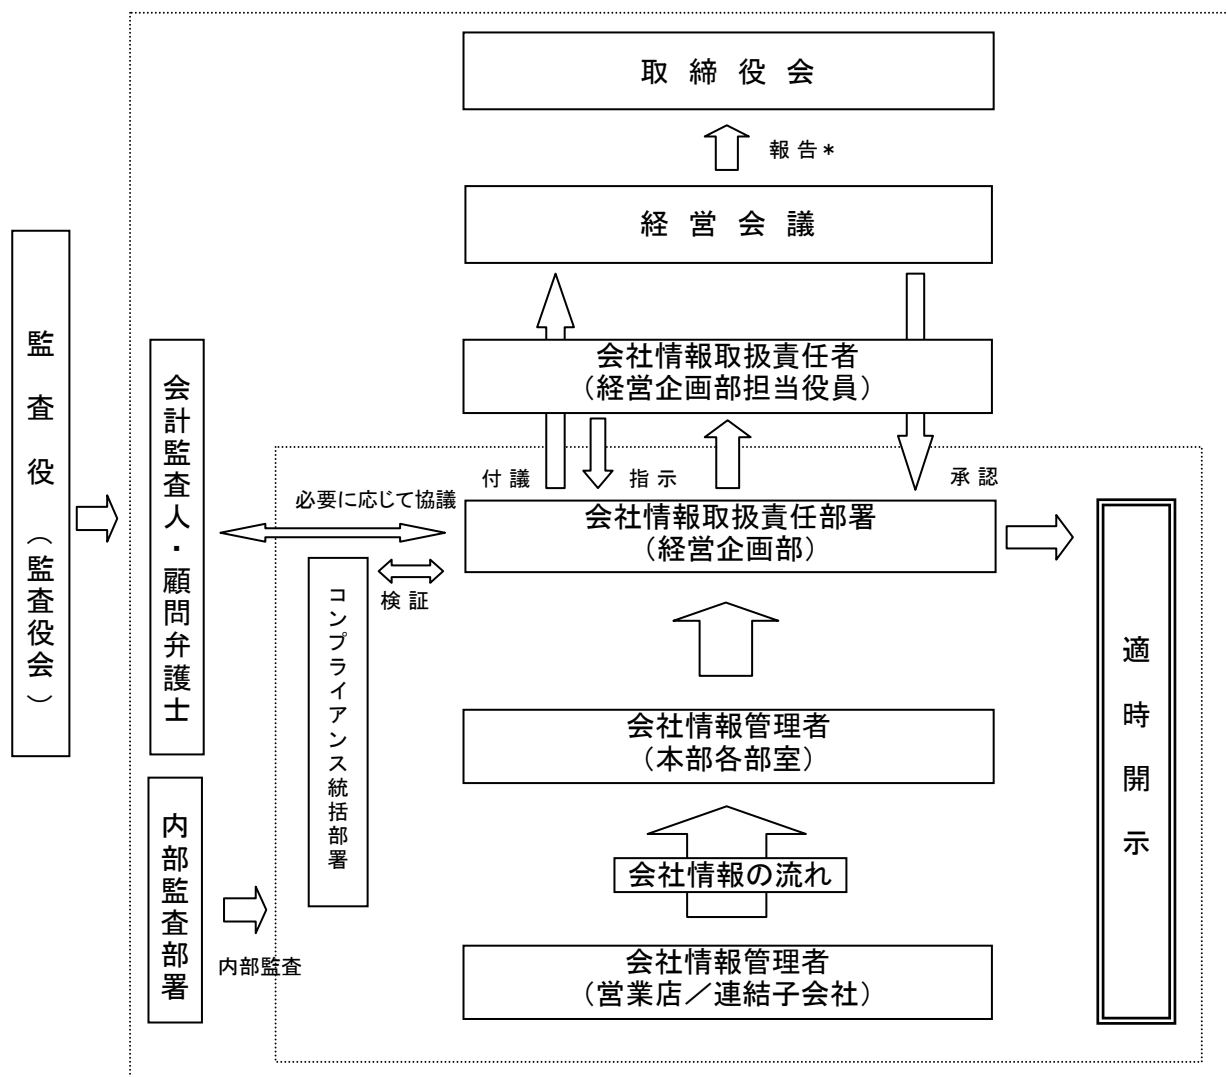 取締役会
報告*
経営会議
会社情報取扱責任者
（経営企画部担当役員）
付議
指示
承認
必要に応じて協議
会社情報取扱責任部署
（経営企画部）
検証
監査役（監査役会）
会計監査人・顧問弁護士
コンプライアンス統括部署
会社情報管理者
（本部各部室）
適時開示
会社情報の流れ
内部監査部署
内部監査
会社情報管理者
（営業店／連結子会社）